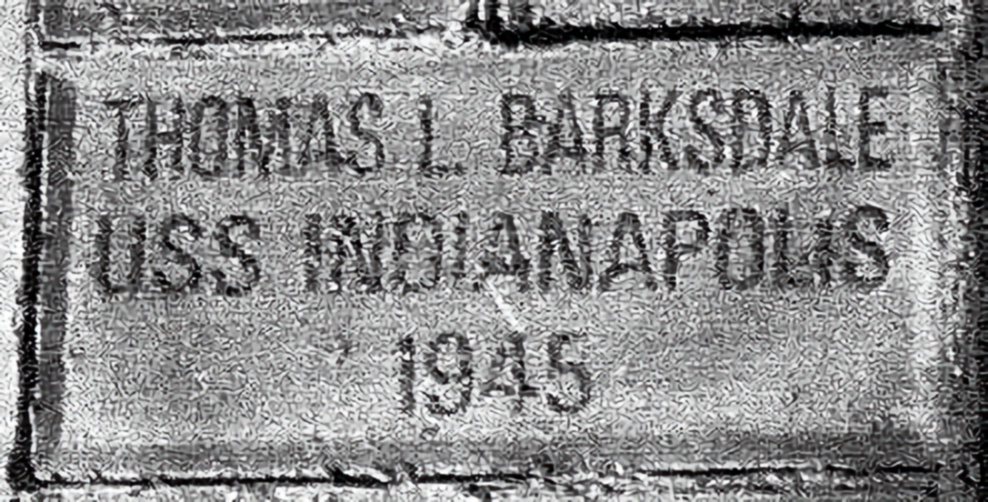 THOMAS L. BARKSDALE
USS INDIANAPOLIS
1945